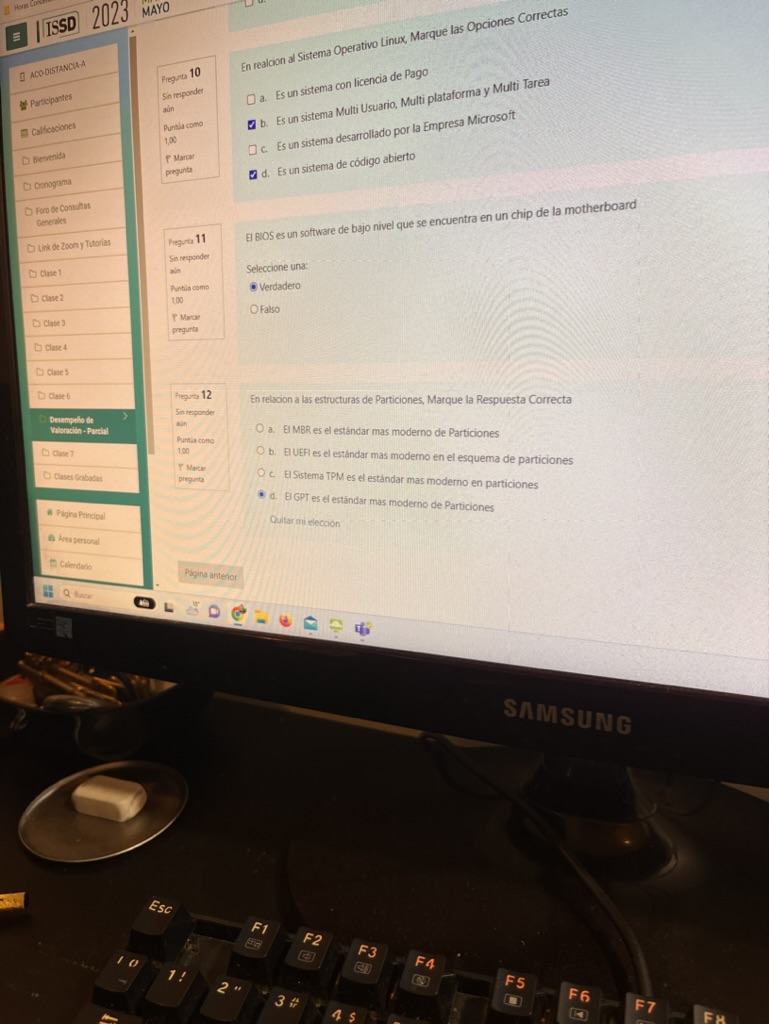 ISSD 2023
MAYO
ACO-DISTANCIA-A
Participantes
Calificaciones
Bienvenida
Cronograma
Foro de Consultas
Generales
Link de Zoom y Tutorías
Clase 1
Clase 2
Clase 3
Clase 4
Clase 5
Clase 6
Desempeño de
Valoración - Parcial
Clase 7
Clases Grabadas
Página Principal
Área personal
Calendario
Pregunta 10
Sin responder
aún
Puntúa como
1,00
Marcar
pregunta
En realcion al Sistema Operativo Linux, Marque las Opciones Correctas
a. Es un sistema con licencia de Pago
b. Es un sistema Multi Usuario, Multi plataforma y Multi Tarea
c. Es un sistema desarrollado por la Empresa Microsoft
d. Es un sistema de código abierto
Pregunta 11
Sin responder
aún
Puntúa como
1,00
Marcar
pregunta
El BIOS es un software de bajo nivel que se encuentra en un chip de la motherboard
Seleccione una:
Verdadero
Falso
Pregunta 12
Sin responder
aún
Puntúa como
1,00
Marcar
pregunta
En relacion a las estructuras de Particiones, Marque la Respuesta Correcta
a. El MBR es el estándar mas moderno de Particiones
b. El UEFI es el estándar mas moderno en el esquema de particiones
c. El Sistema TPM es el estándar mas moderno en particiones
d. El GPT es el estándar mas moderno de Particiones
Quitar mi elección
Página anterior
Buscar
SAMSUNG
Esc
F1
F2
F3
F4
F5
F6
F7
F8
1 !
2 "
3 #
4 $